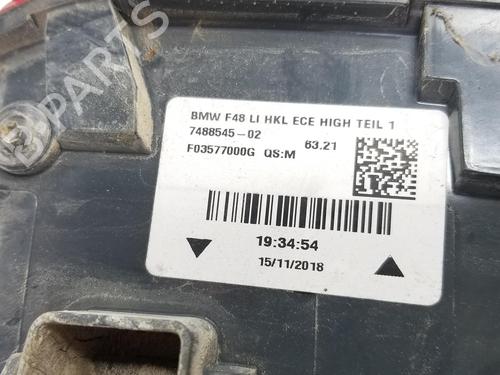 BMW F48 LI HKL ECE HIGH TEIL 1
7488545-02 63.21
F03577000G QS:M
19:34:54
15/11/2018
B-PARTS